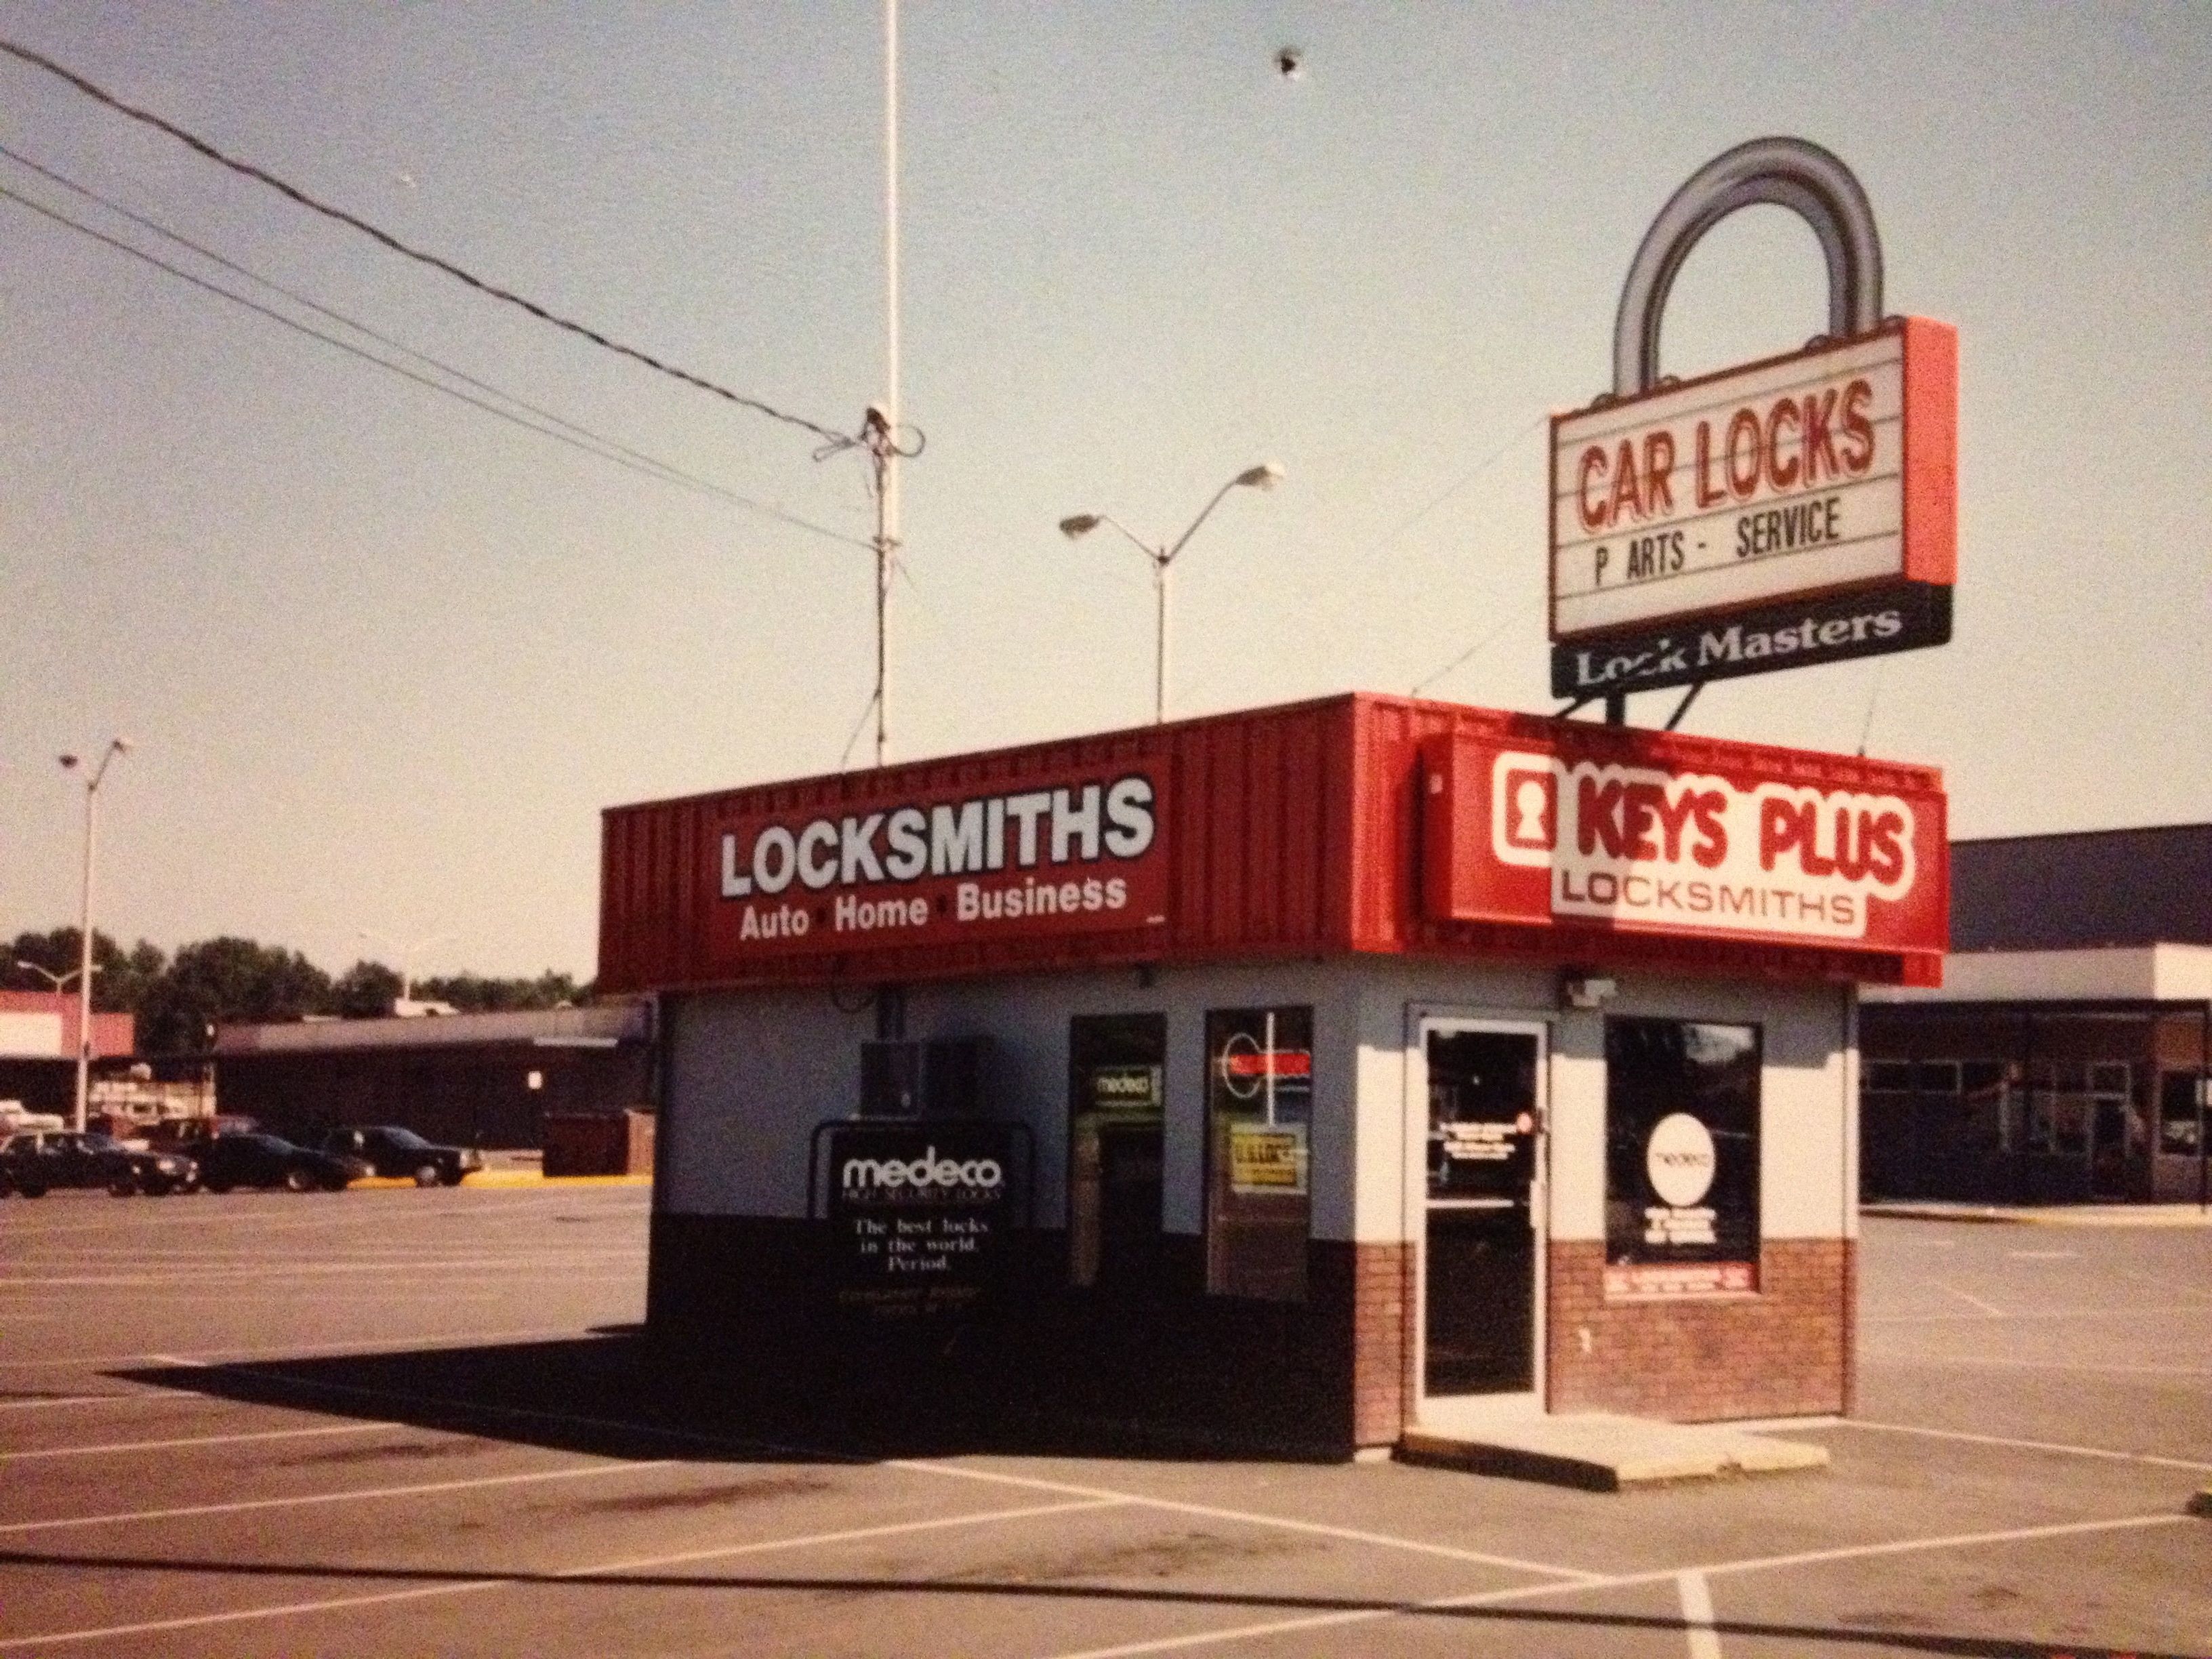 CAR LOCKS
P ARTS - SERVICE
Lock Masters
LOCKSMITHS
Auto · Home · Business
KEYS PLUS
LOCKSMITHS
medeco
medeco
HIGH SECURITY LOCKS
The best locks
in the world.
Period.
medeco